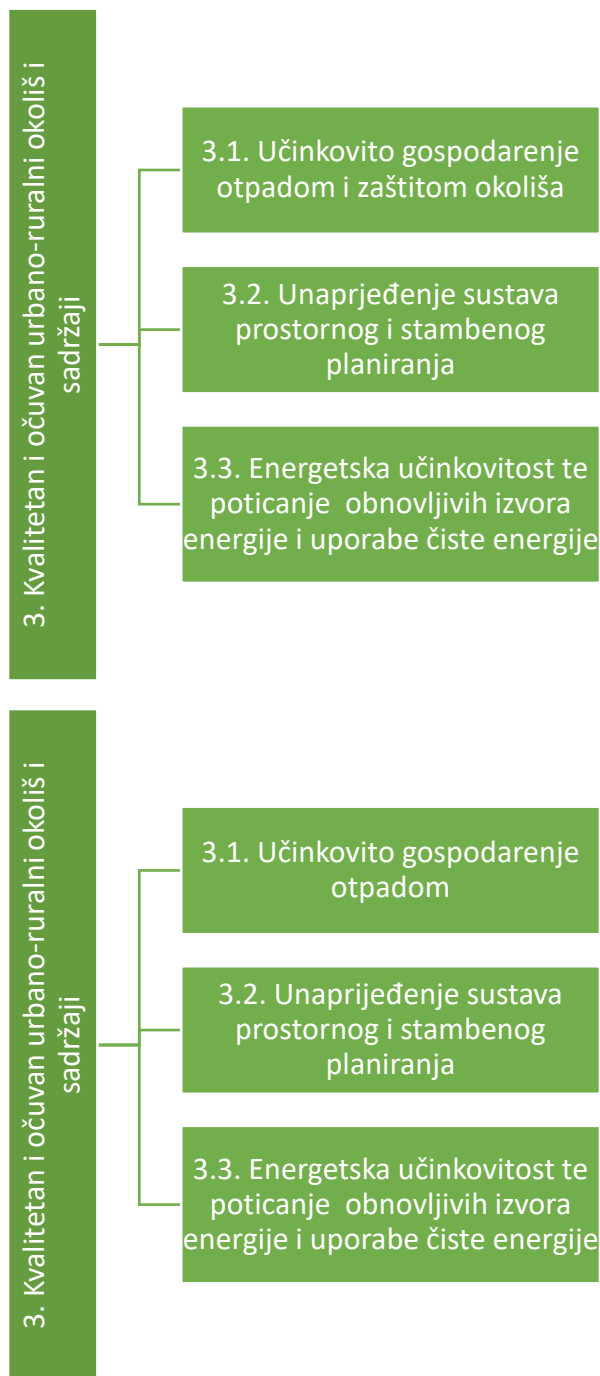 3. Kvalitetan i očuvan urbano-ruralni okoliš i
sadržaji
3.1. Učinkovito gospodarenje
otpadom i zaštitom okoliša
3.2. Unaprjeđenje sustava
prostornog i stambenog
planiranja
3.3. Energetska učinkovitost te
poticanje  obnovljivih izvora
energije i uporabe čiste energije
3. Kvalitetan i očuvan urbano-ruralni okoliš i
sadržaji
3.1. Učinkovito gospodarenje
otpadom
3.2. Unaprijeđenje sustava
prostornog i stambenog
planiranja
3.3. Energetska učinkovitost te
poticanje  obnovljivih izvora
energije i uporabe čiste energije